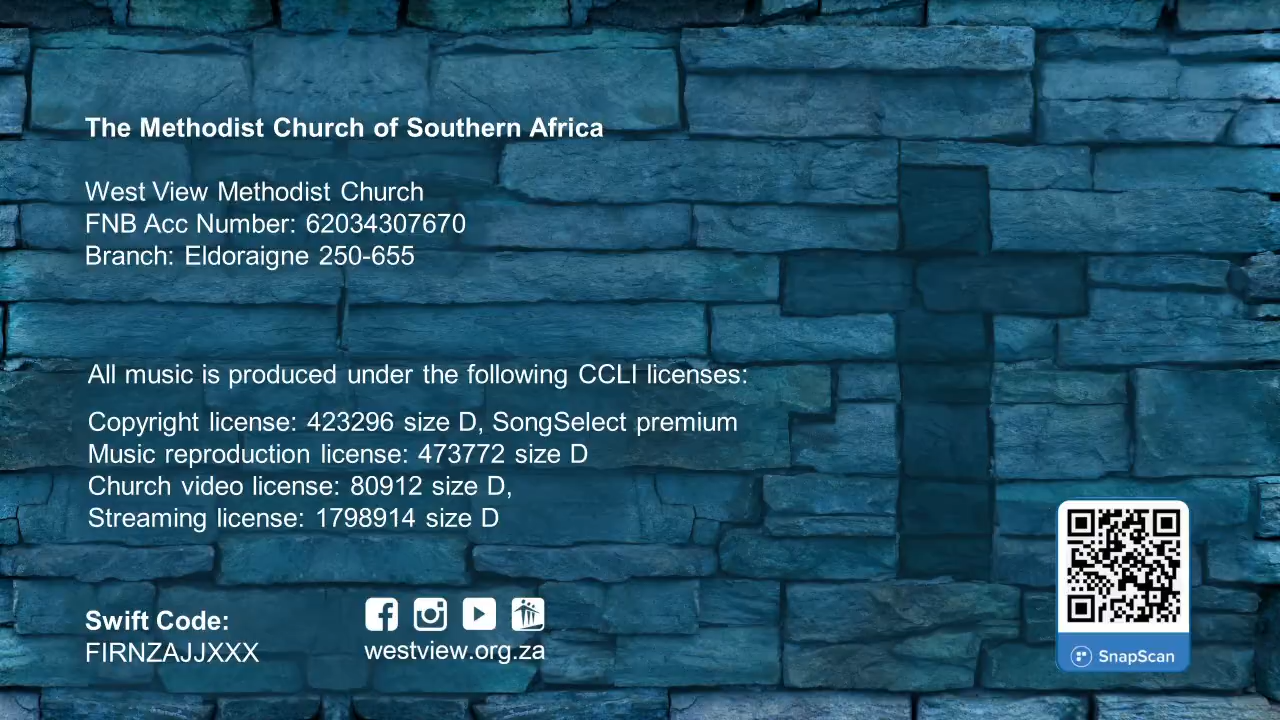 The Methodist Church of Southern Africa
West View Methodist Church
FNB Acc Number: 62034307670
Branch: Eldoraigne 250-655
All music is produced under the following CCLI licenses:
Copyright license: 423296 size D, SongSelect premium
Music reproduction license: 473772 size D
Church video license: 80912 size D,
Streaming license: 1798914 size D
Swift Code:
FIRNZAJJXXX
westview.org.za
SnapScan